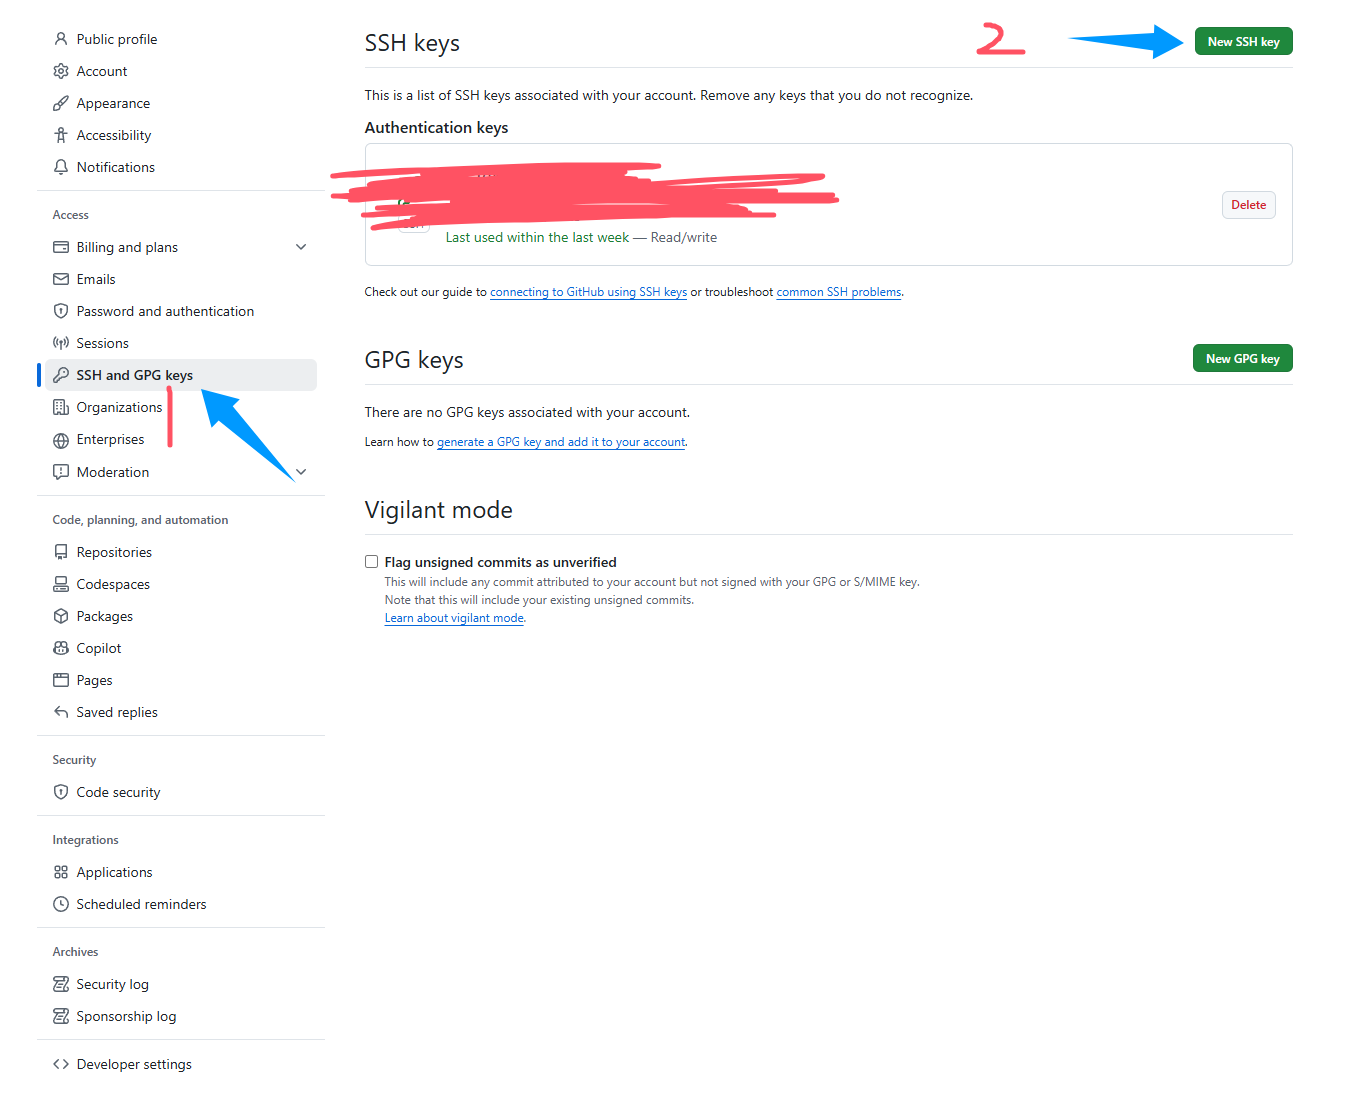 Public profile
Account
Appearance
Accessibility
Notifications
Access
Billing and plans
Emails
Password and authentication
Sessions
SSH and GPG keys
1
Organizations
Enterprises
Moderation
Code, planning, and automation
Repositories
Codespaces
Packages
Copilot
Pages
Saved replies
Security
Code security
Integrations
Applications
Scheduled reminders
Archives
Security log
Sponsorship log
Developer settings
SSH keys
2
New SSH key
This is a list of SSH keys associated with your account. Remove any keys that you do not recognize.
Authentication keys
Last used within the last week — Read/write
Delete
Check out our guide to connecting to GitHub using SSH keys or troubleshoot common SSH problems.
GPG keys
New GPG key
There are no GPG keys associated with your account.
Learn how to generate a GPG key and add it to your account.
Vigilant mode
Flag unsigned commits as unverified
This will include any commit attributed to your account but not signed with your GPG or S/MIME key.
Note that this will include your existing unsigned commits.
Learn about vigilant mode.